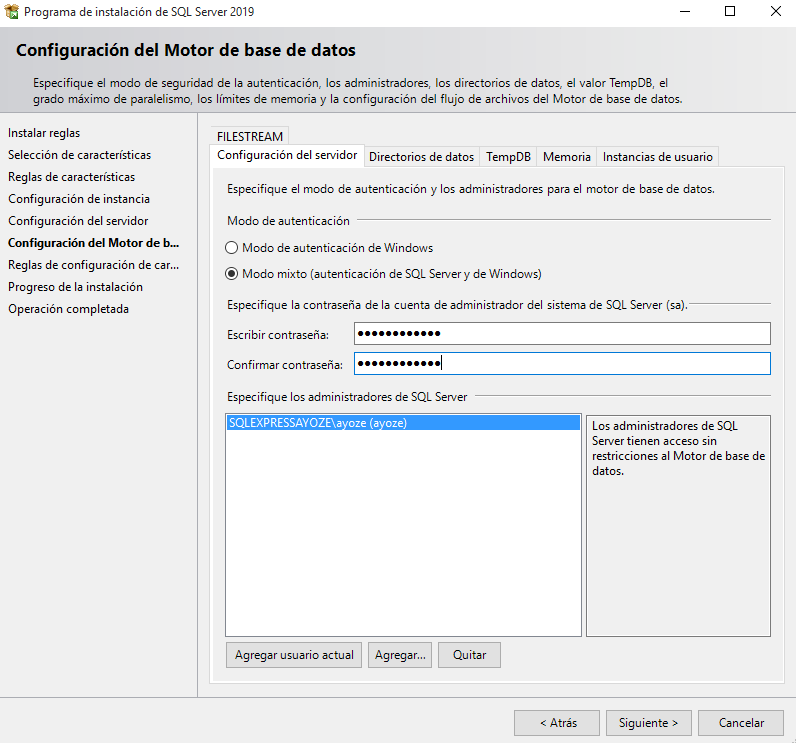 Programa de instalación de SQL Server 2019
Configuración del Motor de base de datos
Especifique el modo de seguridad de la autenticación, los administradores, los directorios de datos, el valor TempDB, el
grado máximo de paralelismo, los límites de memoria y la configuración del flujo de archivos del Motor de base de datos.
Instalar reglas
Selección de características
Reglas de características
Configuración de instancia
Configuración del servidor
Configuración del Motor de b...
Reglas de configuración de car...
Progreso de la instalación
Operación completada
FILESTREAM
Configuración del servidor
Directorios de datos
TempDB
Memoria
Instancias de usuario
Especifique el modo de autenticación y los administradores para el motor de base de datos.
Modo de autenticación
Modo de autenticación de Windows
Modo mixto (autenticación de SQL Server y de Windows)
Especifique la contraseña de la cuenta de administrador del sistema de SQL Server (sa).
Escribir contraseña:
●●●●●●●●●●●●
Confirmar contraseña:
●●●●●●●●●●●●
Especifique los administradores de SQL Server
SQLEXPRESSAYOZE\ayoze (ayoze)
Los administradores de SQL
Server tienen acceso sin
restricciones al Motor de base de
datos.
Agregar usuario actual
Agregar...
Quitar
< Atrás
Siguiente >
Cancelar